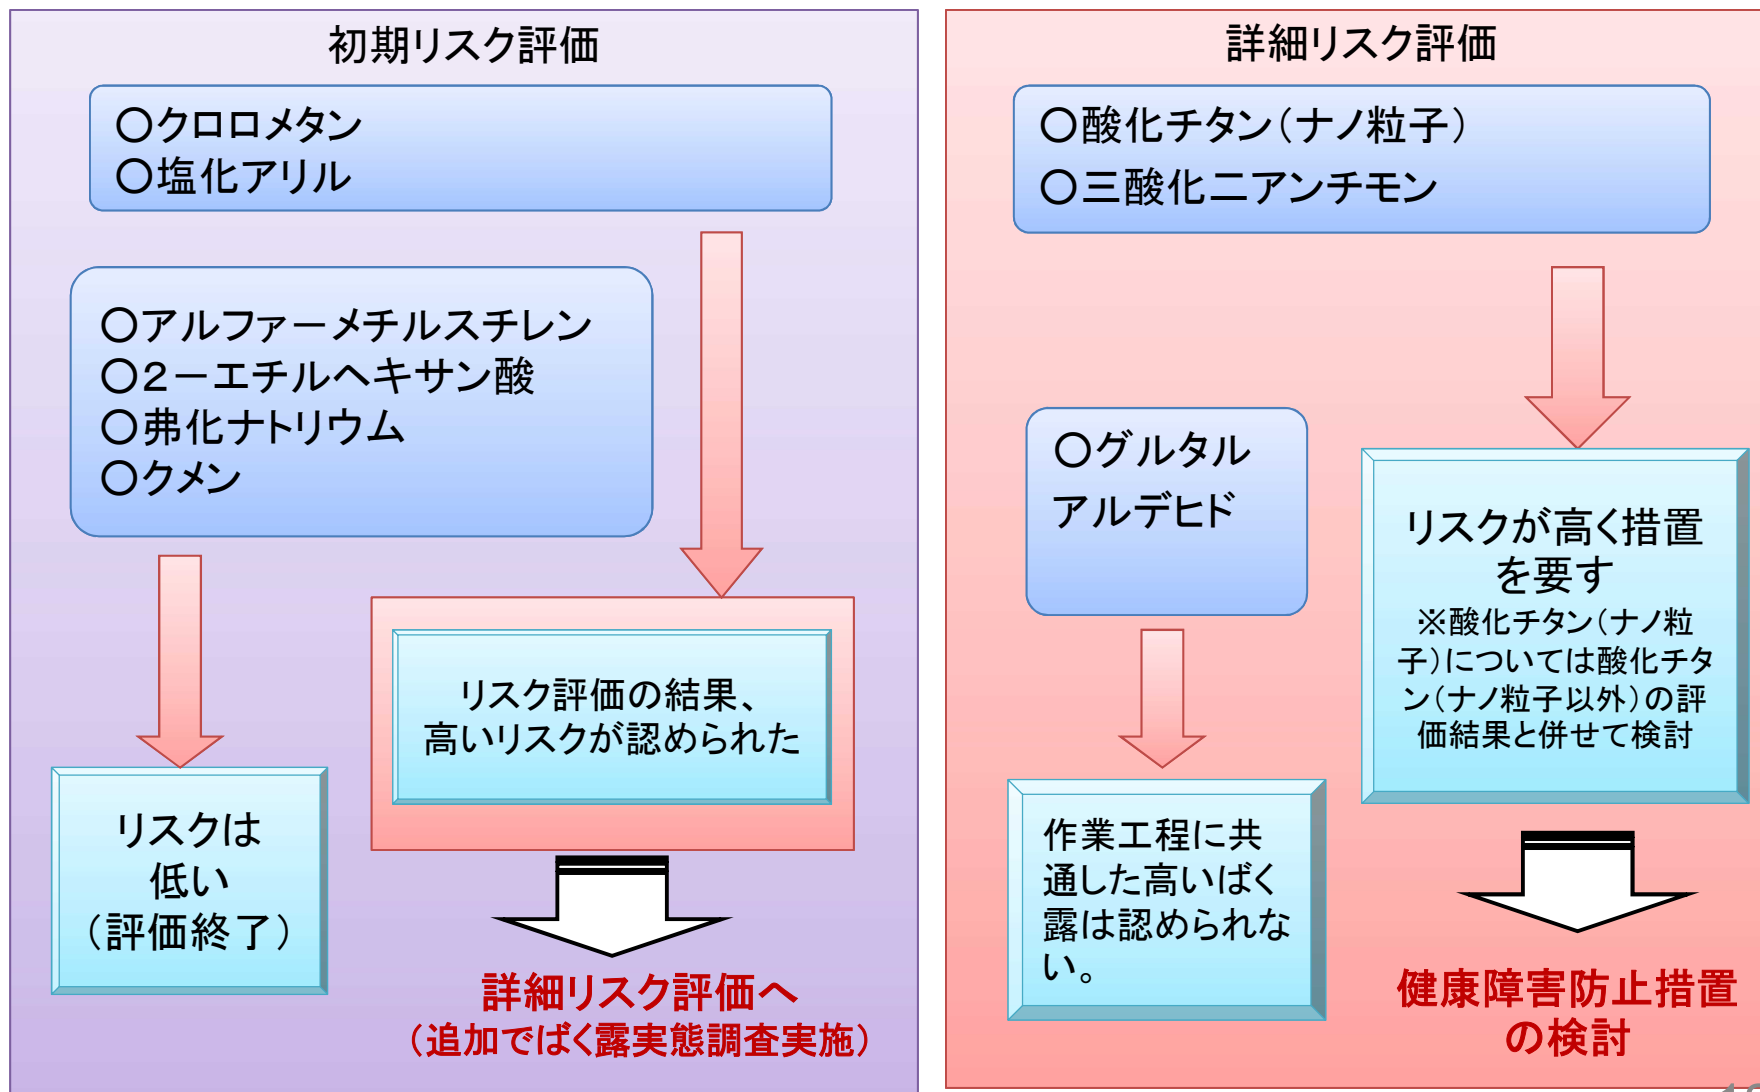 初期リスク評価
○クロロメタン
○塩化アリル
○アルファーメチルスチレン
○2－エチルヘキサン酸
○弗化ナトリウム
○クメン
リスクは
低い
（評価終了）
リスク評価の結果、
高いリスクが認められた
詳細リスク評価へ
（追加でばく露実態調査実施）
詳細リスク評価
○酸化チタン（ナノ粒子）
○三酸化二アンチモン
○グルタル
アルデヒド
作業工程に共
通した高いばく
露は認められな
い。
リスクが高く措置
を要す
※酸化チタン（ナノ粒
子）については酸化チタ
ン（ナノ粒子以外）の評
価結果と併せて検討
健康障害防止措置
の検討